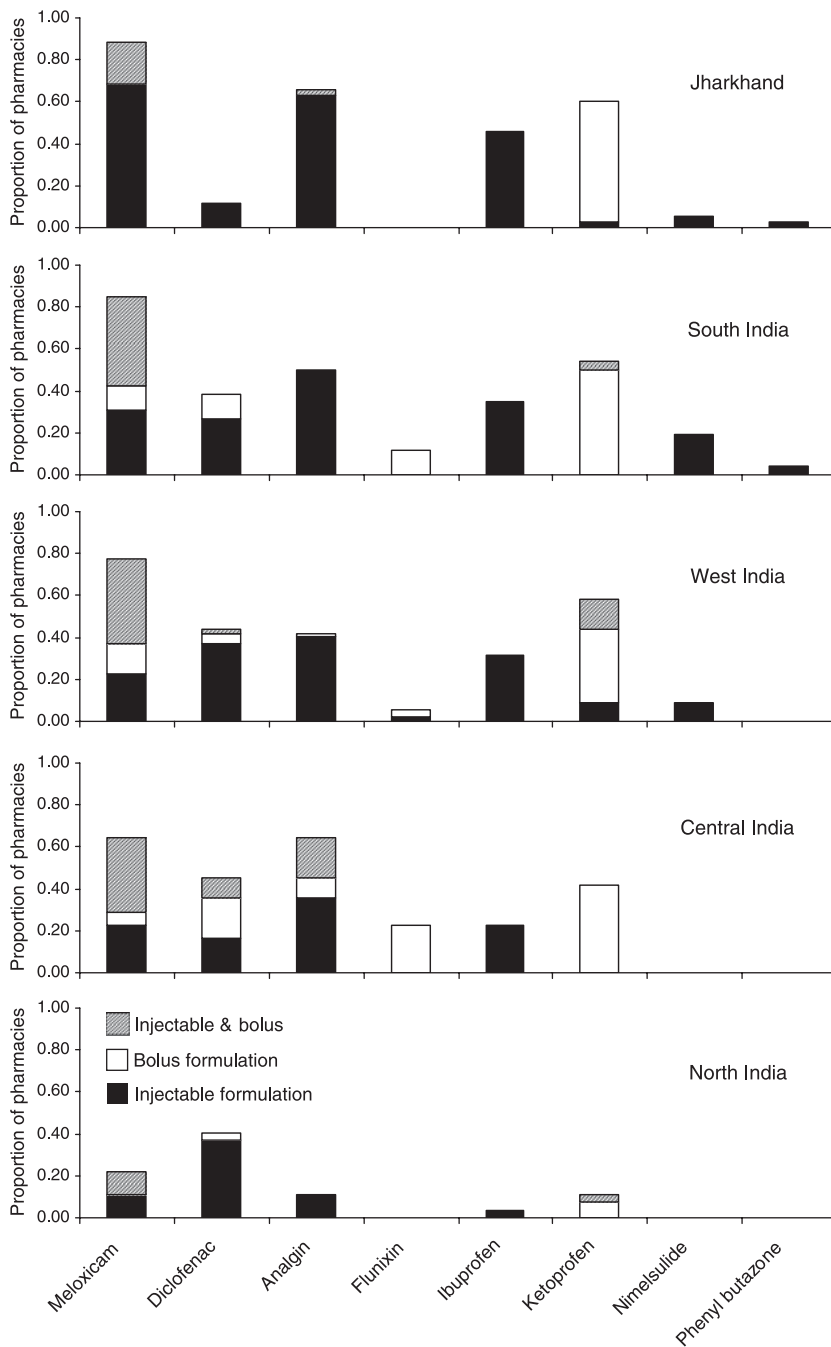 1.00
0.80
0.60
0.40
0.20
0.00
Proportion of pharmacies
Jharkhand
1.00
0.80
0.60
0.40
0.20
0.00
Proportion of pharmacies
South India
1.00
0.80
0.60
0.40
0.20
0.00
Proportion of pharmacies
West India
1.00
0.80
0.60
0.40
0.20
0.00
Proportion of pharmacies
Central India
1.00
0.80
0.60
0.40
0.20
0.00
Proportion of pharmacies
Injectable & bolus
Bolus formulation
Injectable formulation
North India
Meloxicam
Diclofenac
Analgin
Flunixin
Ibuprofen
Ketoprofen
Nimelsulide
Phenyl butazone